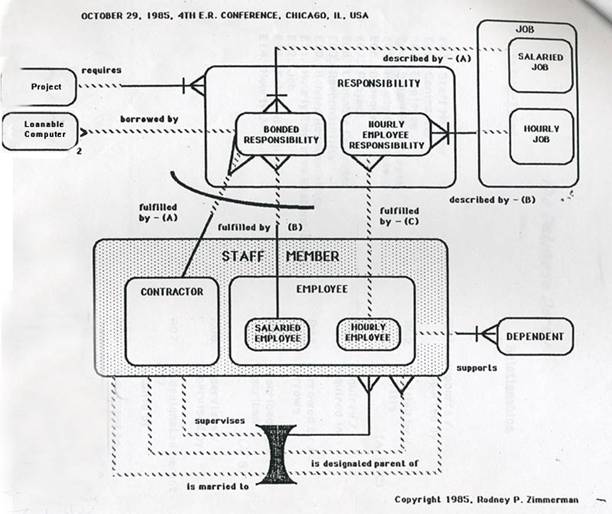 OCTOBER 29, 1985, 4TH E.R. CONFERENCE, CHICAGO, IL, USA
JOB
described by - (A)
SALARIED
JOB
requires
Project
RESPONSIBILITY
Loanable
Computer
2
borrowed by
BONDED
RESPONSIBILITY
HOURLY
EMPLOYEE
RESPONSIBILITY
HOURLY
JOB
described by - (B)
fulfilled
by - (A)
fulfilled by (B)
fulfilled
by - (C)
STAFF MEMBER
CONTRACTOR
EMPLOYEE
SALARIED
EMPLOYEE
HOURLY
EMPLOYEE
DEPENDENT
supports
supervises
is designaled parent of
is married to
Copyright 1985, Rodney P. Zimmerman